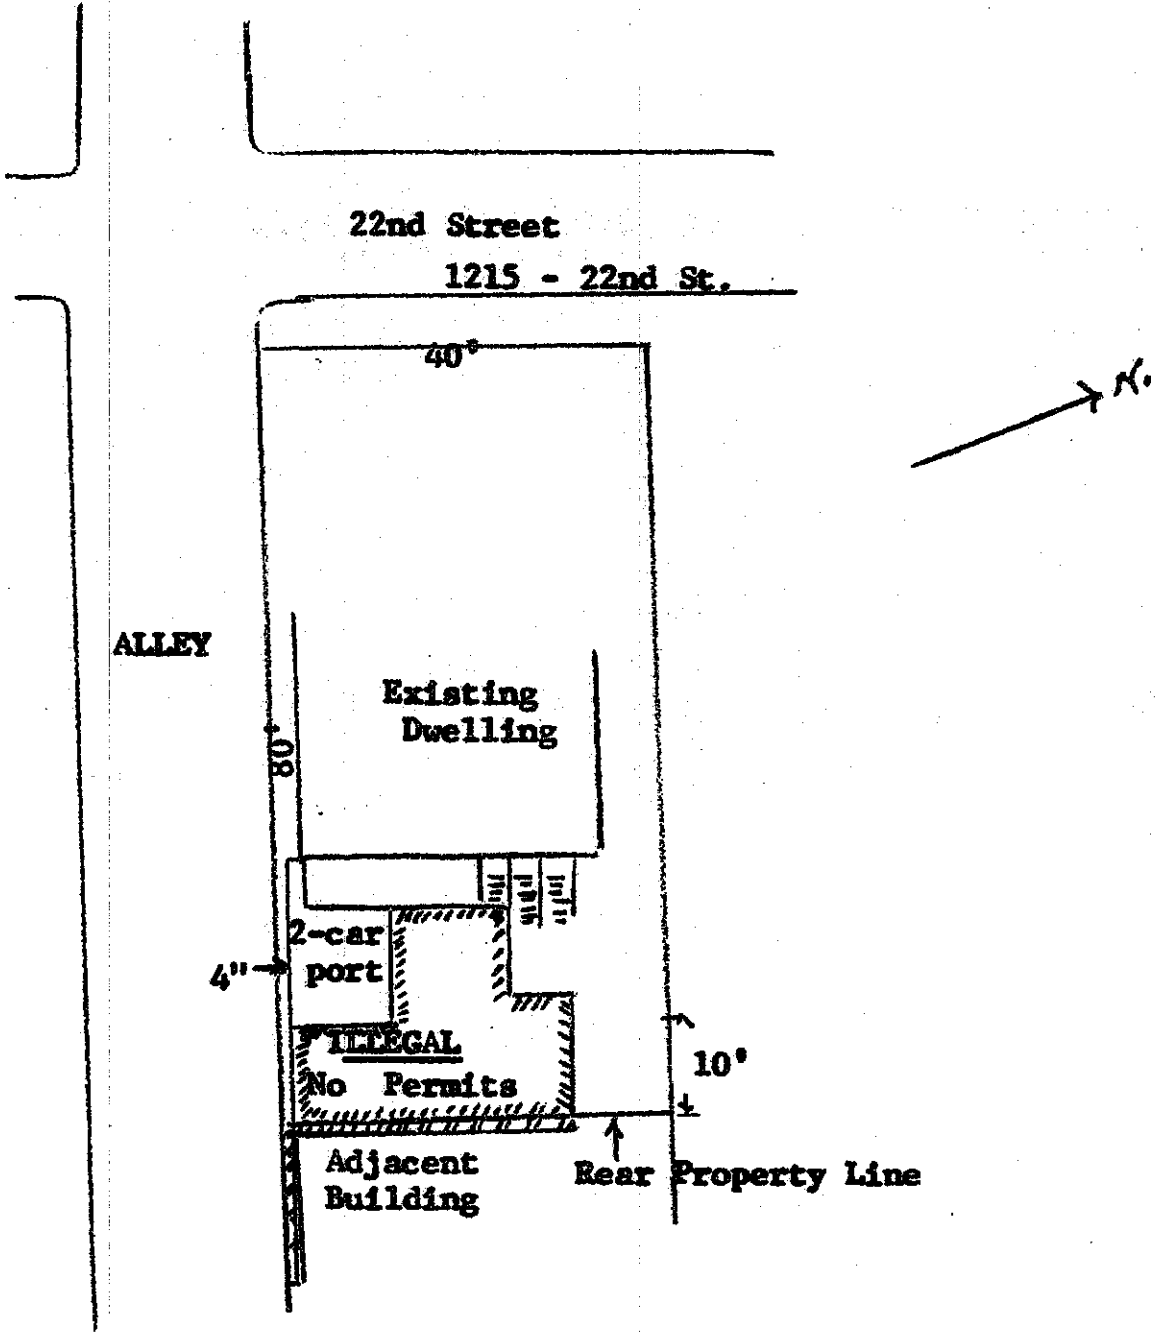 22nd Street
1215 - 22nd St.
40'
N.
ALLEY
Existing
Dwelling
80'
2-car
port
4"
ILLEGAL
No Permits
10'
Adjacent
Building
Rear Property Line